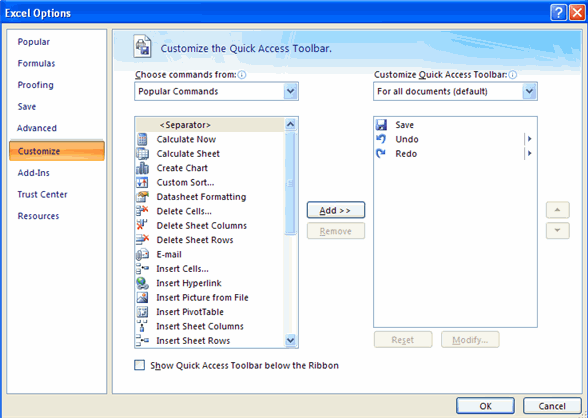 Excel Options
Popular
Formulas
Proofing
Save
Advanced
Customize
Add-Ins
Trust Center
Resources
Customize the Quick Access Toolbar.
Choose commands from:
Popular Commands
<Separator>
Calculate Now
Calculate Sheet
Create Chart
Custom Sort...
Datasheet Formatting
Delete Cells...
Delete Sheet Columns
Delete Sheet Rows
E-mail
Insert Cells...
Insert Hyperlink
Insert Picture from File
Insert PivotTable
Insert Sheet Columns
Insert Sheet Rows
Show Quick Access Toolbar below the Ribbon
Add >>
Remove
Customize Quick Access Toolbar:
For all documents (default)
Save
Undo
Redo
Reset
Modify...
OK
Cancel